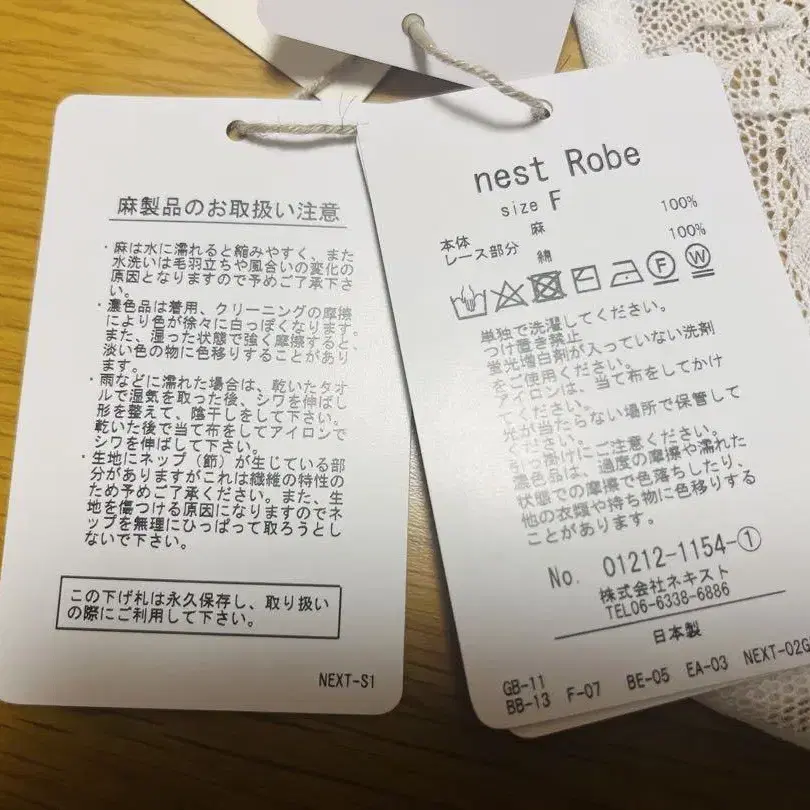 麻製品のお取扱い注意
・麻は水に濡れると縮みやすく、また
水洗いは毛羽立ちや風合いの変化の
原因となりますので予めご了承下さ
い。
・濃色品は着用、クリーニングの摩擦
により色が徐々に白っぽくなります。
また、湿った状態で強く摩擦すると、
淡い色の物に色移りすることがあり
ます。
・雨などに濡れた場合は、乾いたタオ
ルで湿気を取った後、シワを伸ばし
形を整えて、陰干しをして下さい。
乾いた後で当て布をしてアイロンで
シワを伸ばして下さい。
・生地にネップ（節）が生じている部
分がありますがこれは繊維の特性の
ため予めご了承ください。また、生
地を傷つける原因になりますのでネ
ップを無理にひっぱって取ろうとし
ないで下さい。
この下げ札は永久保存し、取り扱い
の際にご利用して下さい。
NEXT-S1
nest Robe
size F
本体 麻 100%
レース部分 綿 100%
F W
単独で洗濯してください。
つけ置き禁止
蛍光増白剤が入っていない洗剤
をご使用ください。
アイロンは、当て布をしてかけ
てください。
光が当たらない場所で保管して
ください。
引っ掛けにご注意ください。
濃色品は、過度の摩擦や濡れた
状態での摩擦で色落ちしたり、
他の衣類や持ち物に色移りする
ことがあります。
No. 01212-1154-①
株式会社ネキスト
TEL06-6338-6886
日本製
GB-11
BB-13 F-07 BE-05 EA-03 NEXT-02G